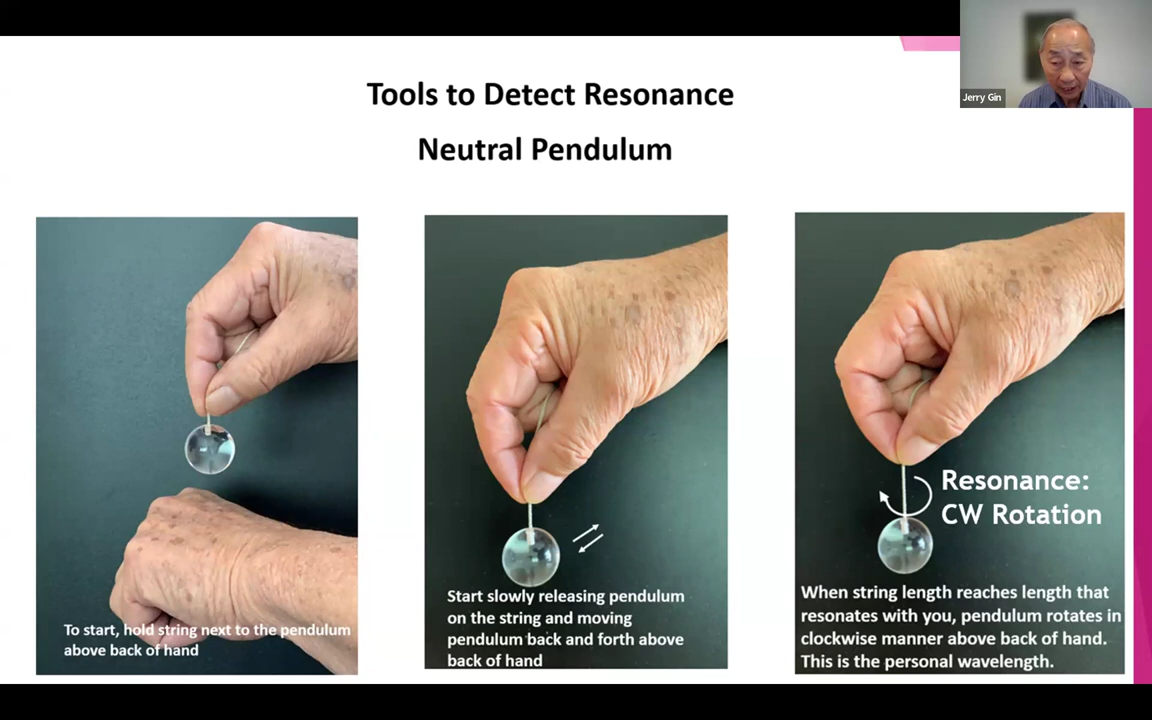 Jerry Gin
Tools to Detect Resonance
Neutral Pendulum
To start, hold string next to the pendulum
above back of hand
Start slowly releasing pendulum
on the string and moving
pendulum back and forth above
back of hand
Resonance:
CW Rotation
When string length reaches length that
resonates with you, pendulum rotates in
clockwise manner above back of hand.
This is the personal wavelength.